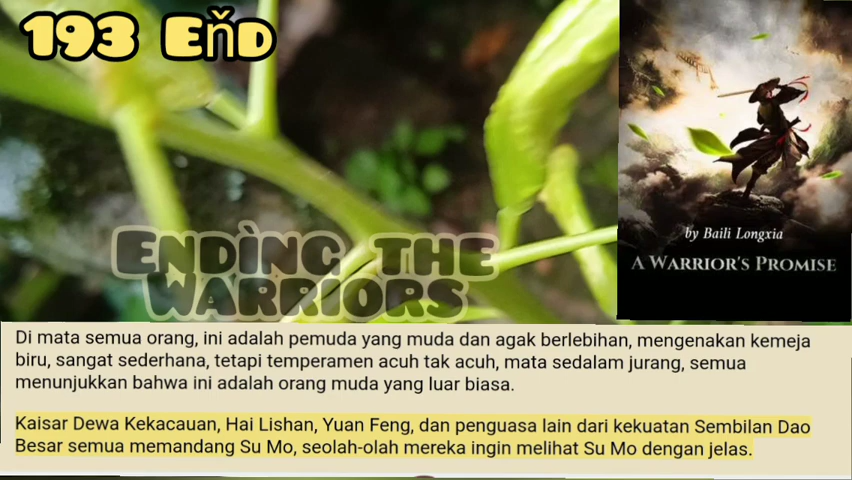 193 Eňd
by Baili Longxia
A Warrior's Promise
Endìng the
Warriors
Di mata semua orang, ini adalah pemuda yang muda dan agak berlebihan, mengenakan kemeja
biru, sangat sederhana, tetapi temperamen acuh tak acuh, mata sedalam jurang, semua
menunjukkan bahwa ini adalah orang muda yang luar biasa.
Kaisar Dewa Kekacauan, Hai Lishan, Yuan Feng, dan penguasa lain dari kekuatan Sembilan Dao
Besar semua memandang Su Mo, seolah-olah mereka ingin melihat Su Mo dengan jelas.